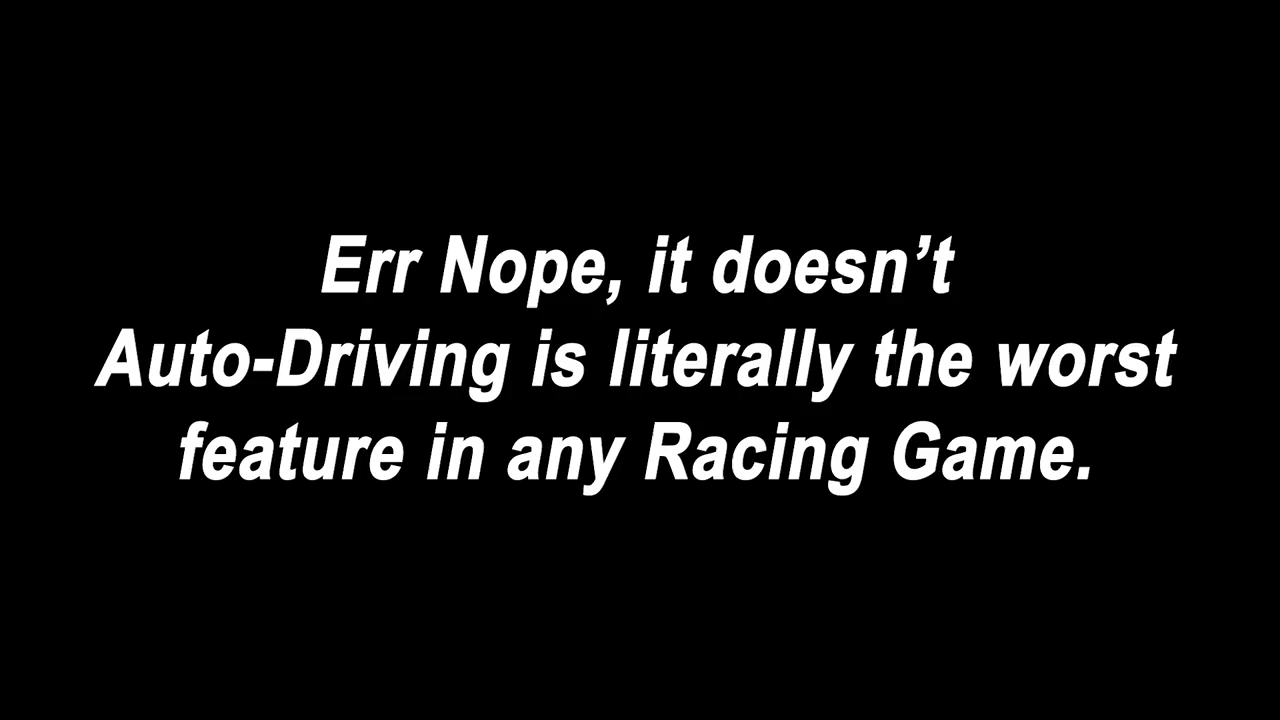 Err Nope, it doesn’t
Auto-Driving is literally the worst
feature in any Racing Game.